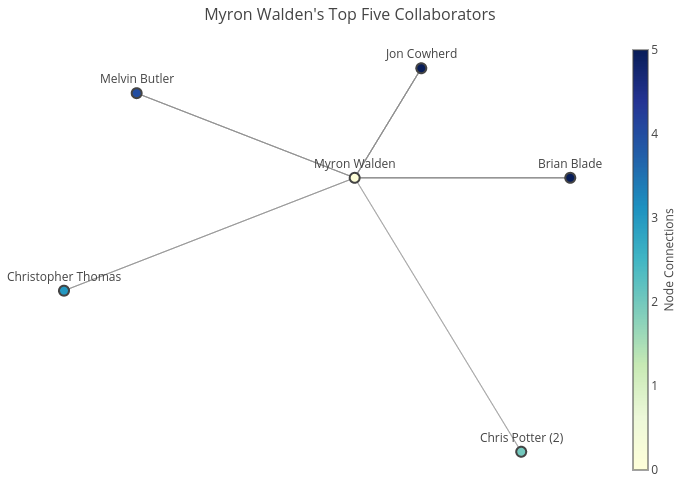 Myron Walden's Top Five Collaborators
Jon Cowherd
Melvin Butler
Myron Walden
Brian Blade
Christopher Thomas
Chris Potter (2)
5
4
3
2
1
0
Node Connections